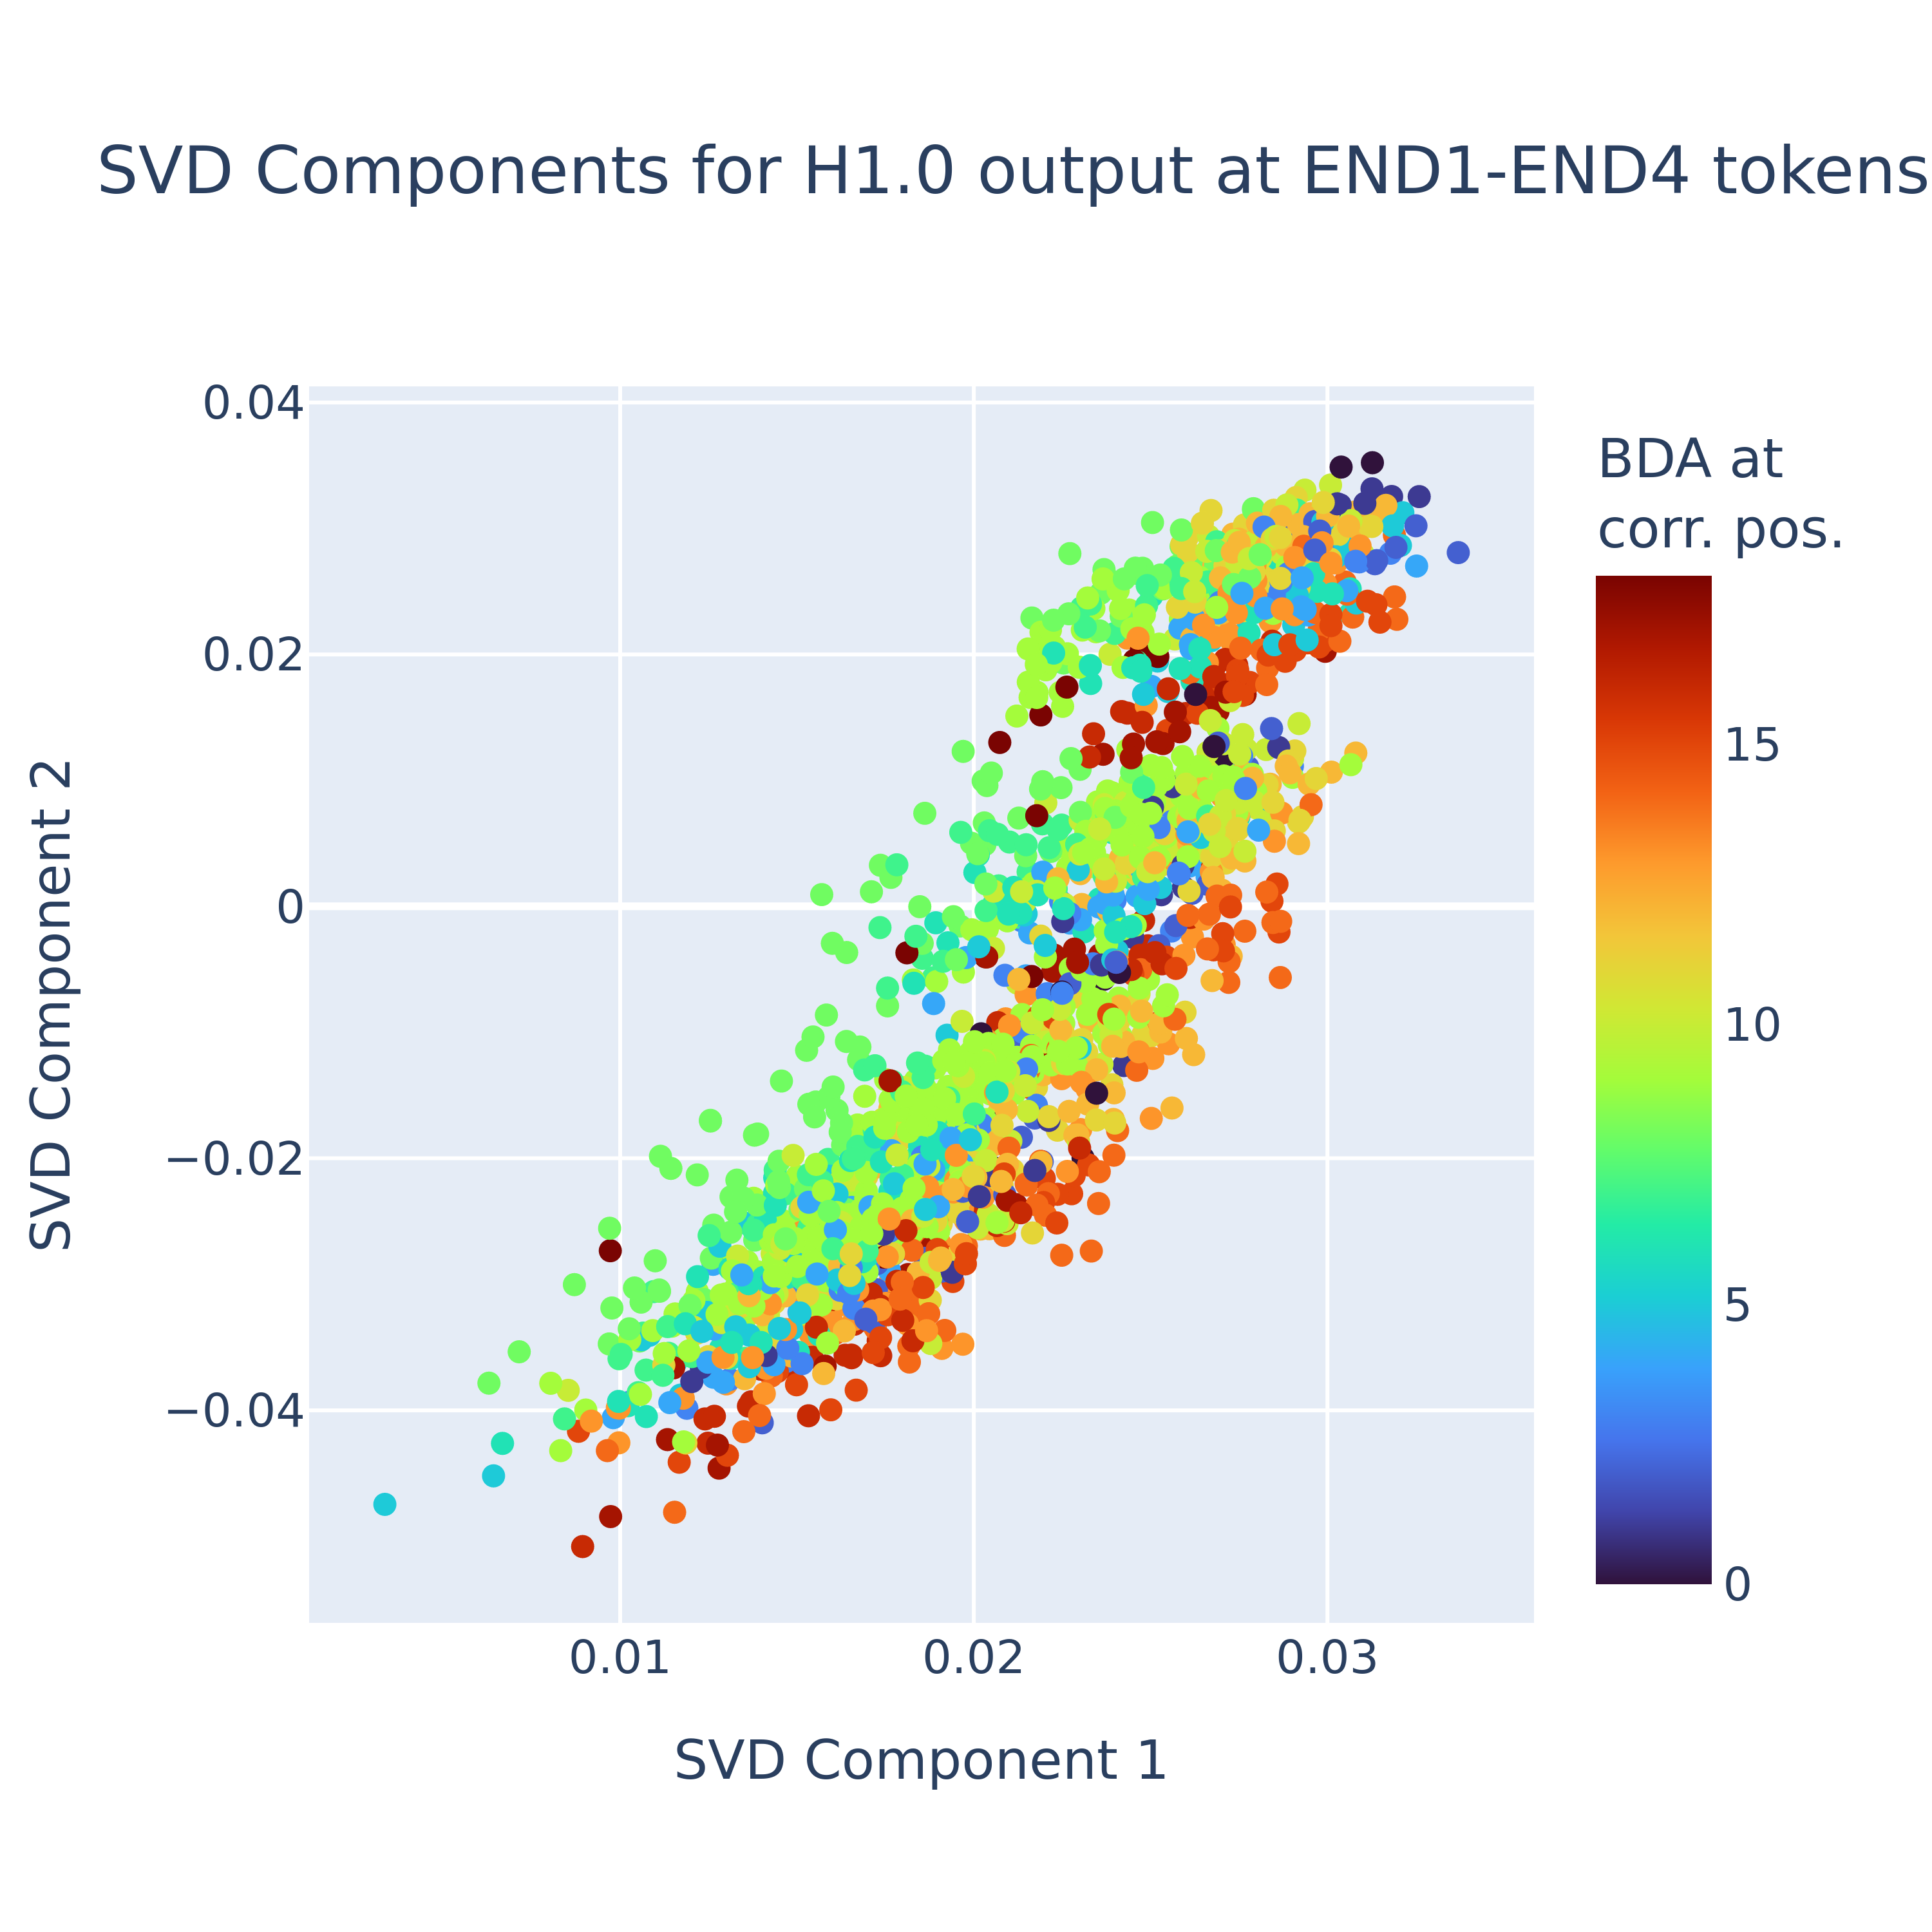 SVD Components for H1.0 output at END1-END4 tokens
0.04
0.02
0
−0.02
−0.04
SVD Component 2
0.01
0.02
0.03
SVD Component 1
BDA at
corr. pos.
15
10
5
0